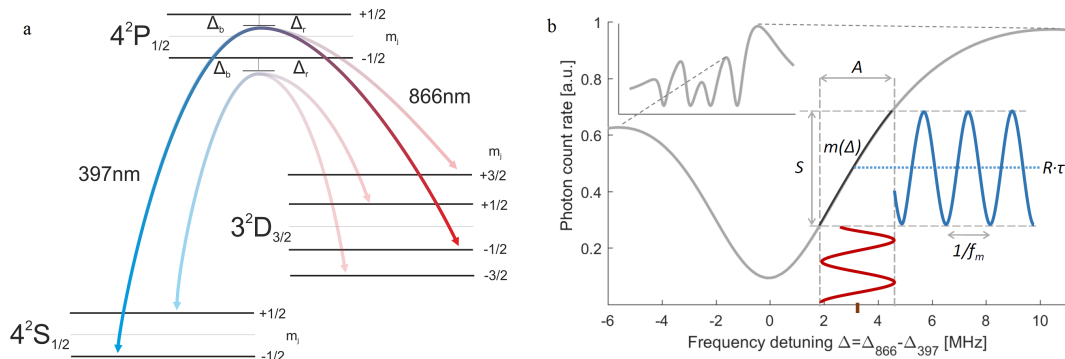 a
4²P₁/₂
Δb
Δr
+1/2
mj
-1/2
Δb
Δr
866nm
397nm
mj
+3/2
+1/2
3²D₃/₂
-1/2
-3/2
4²S₁/₂
+1/2
mj
-1/2
b
Photon count rate [a.u.]
1
0.8
0.6
0.4
0.2
A
m(Δ)
S
R·τ
1/fm
-6
-4
-2
0
2
4
6
8
10
Frequency detuning Δ=Δ₈₆₆-Δ₃₉₇ [MHz]